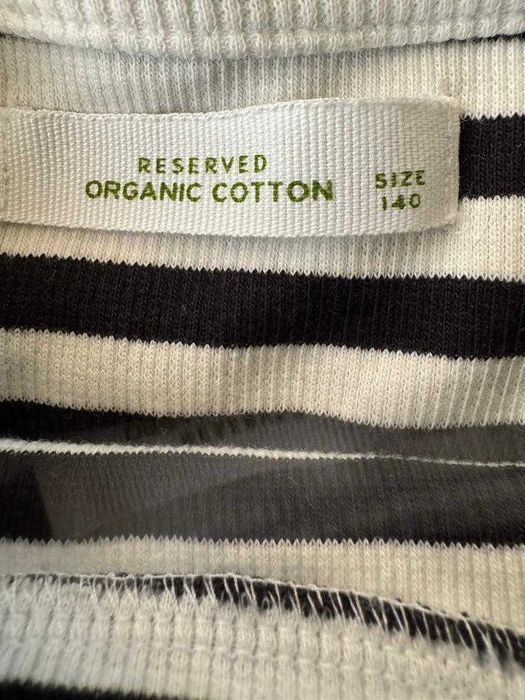 RESERVED
ORGANIC COTTON
SIZE
140